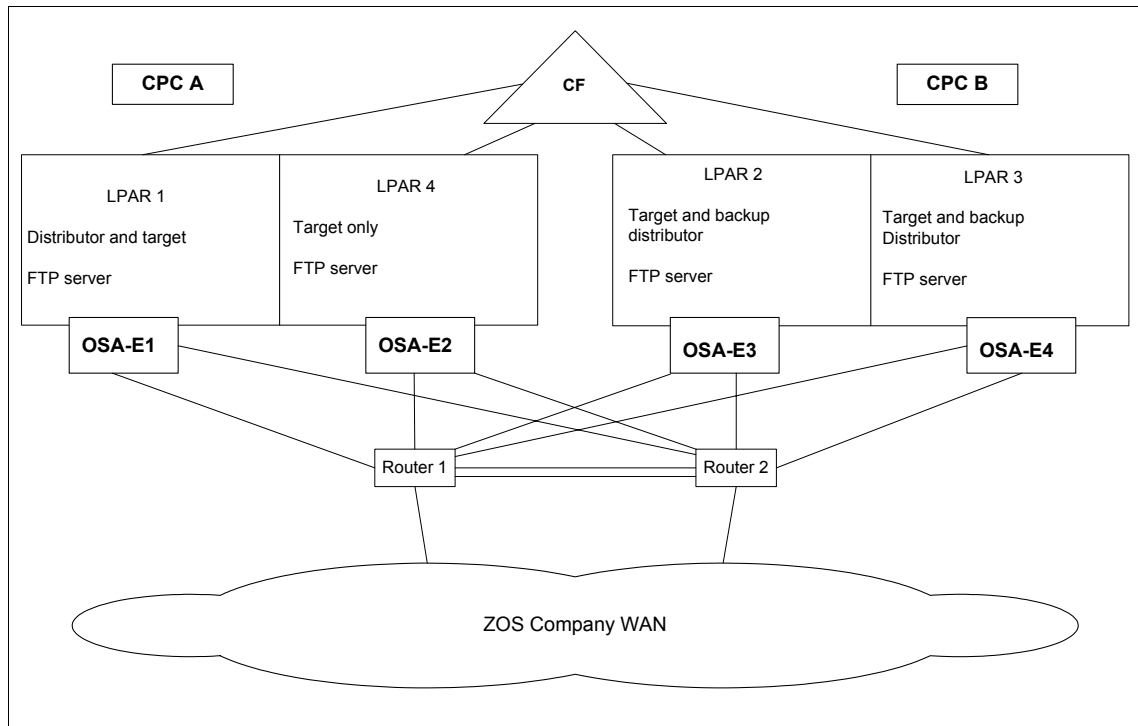 CPC A
CF
CPC B
LPAR 1
Distributor and target
FTP server
LPAR 4
Target only
FTP server
LPAR 2
Target and backup
distributor
FTP server
LPAR 3
Target and backup
Distributor
FTP server
OSA-E1
OSA-E2
OSA-E3
OSA-E4
Router 1
Router 2
ZOS Company WAN